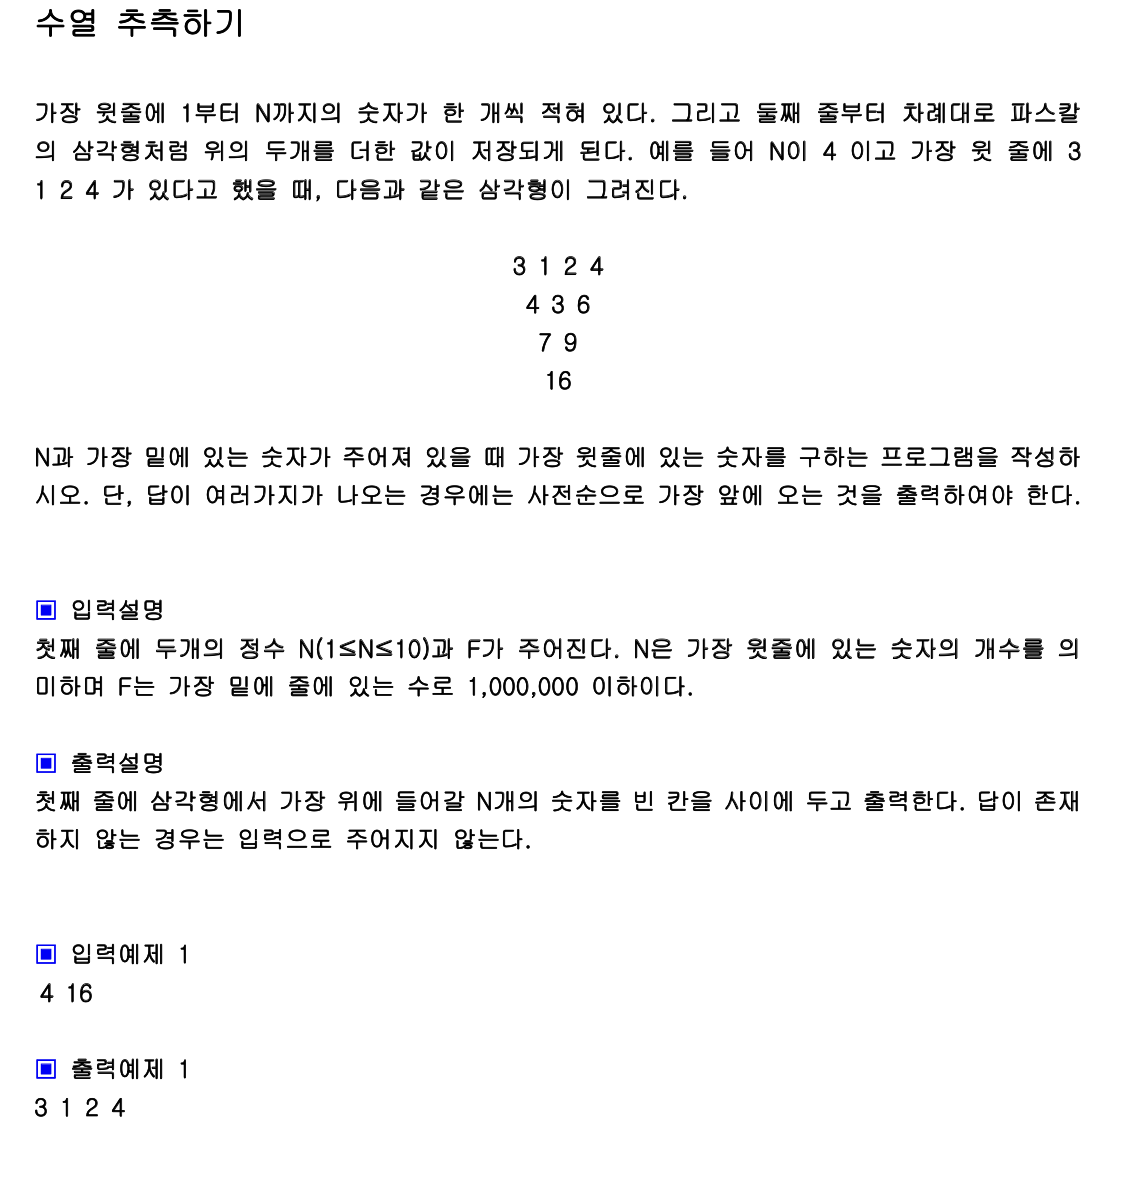 수열 추측하기
가장 윗줄에 1부터 N까지의 숫자가 한 개씩 적혀 있다. 그리고 둘째 줄부터 차례대로 파스칼
의 삼각형처럼 위의 두개를 더한 값이 저장되게 된다. 예를 들어 N이 4 이고 가장 윗 줄에 3
1 2 4 가 있다고 했을 때, 다음과 같은 삼각형이 그려진다.
3 1 2 4
4 3 6
7 9
16
N과 가장 밑에 있는 숫자가 주어져 있을 때 가장 윗줄에 있는 숫자를 구하는 프로그램을 작성하
시오. 단, 답이 여러가지가 나오는 경우에는 사전순으로 가장 앞에 오는 것을 출력하여야 한다.
▣ 입력설명
첫째 줄에 두개의 정수 N(1≤N≤10)과 F가 주어진다. N은 가장 윗줄에 있는 숫자의 개수를 의
미하며 F는 가장 밑에 줄에 있는 수로 1,000,000 이하이다.
▣ 출력설명
첫째 줄에 삼각형에서 가장 위에 들어갈 N개의 숫자를 빈 칸을 사이에 두고 출력한다. 답이 존재
하지 않는 경우는 입력으로 주어지지 않는다.
▣ 입력예제 1
4 16
▣ 출력예제 1
3 1 2 4